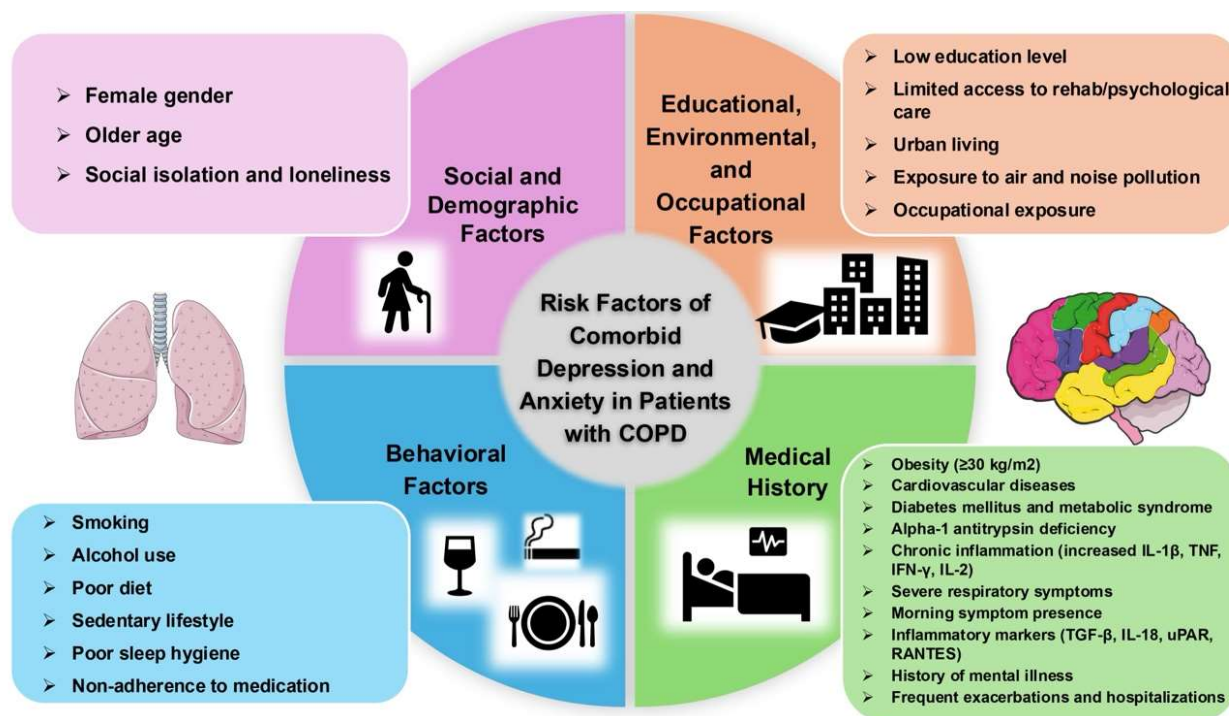 ➢ Female gender
➢ Older age
➢ Social isolation and loneliness
Social and
Demographic
Factors
Educational,
Environmental,
and
Occupational
Factors
➢ Low education level
➢ Limited access to rehab/psychological
care
➢ Urban living
➢ Exposure to air and noise pollution
➢ Occupational exposure
Risk Factors of
Comorbid
Depression and
Anxiety in Patients
with COPD
Behavioral
Factors
➢ Smoking
➢ Alcohol use
➢ Poor diet
➢ Sedentary lifestyle
➢ Poor sleep hygiene
➢ Non-adherence to medication
Medical
History
➢ Obesity (≥30 kg/m2)
➢ Cardiovascular diseases
➢ Diabetes mellitus and metabolic syndrome
➢ Alpha-1 antitrypsin deficiency
➢ Chronic inflammation (increased IL-1β, TNF,
IFN-γ, IL-2)
➢ Severe respiratory symptoms
➢ Morning symptom presence
➢ Inflammatory markers (TGF-β, IL-18, uPAR,
RANTES)
➢ History of mental illness
➢ Frequent exacerbations and hospitalizations